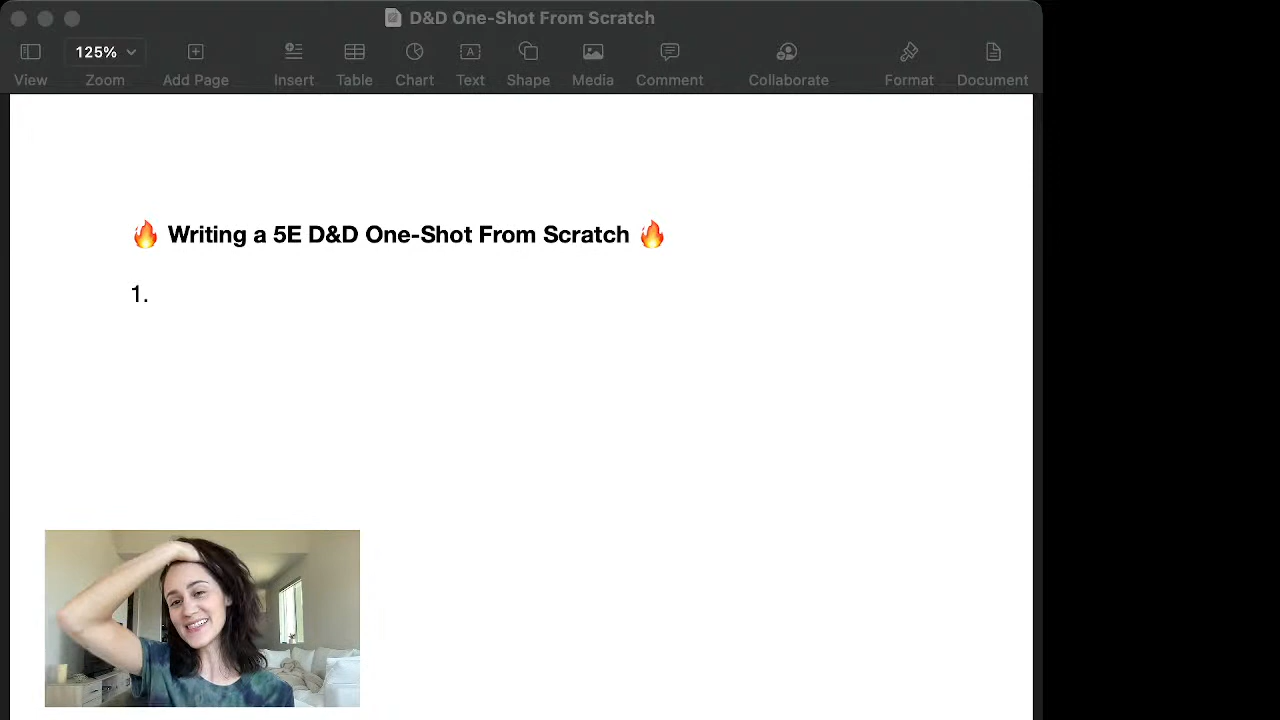 D&D One-Shot From Scratch
125%
View Zoom Add Page Insert Table Chart Text Shape Media Comment Collaborate Format Document
🔥 Writing a 5E D&D One-Shot From Scratch 🔥
1.